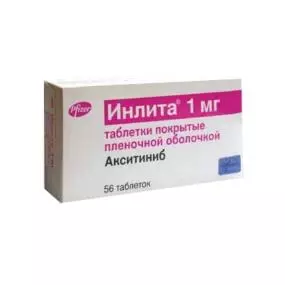 Pfizer
Инлита® 1 мг
таблетки покрытые
пленочной оболочкой
Акситиниб
56 таблеток